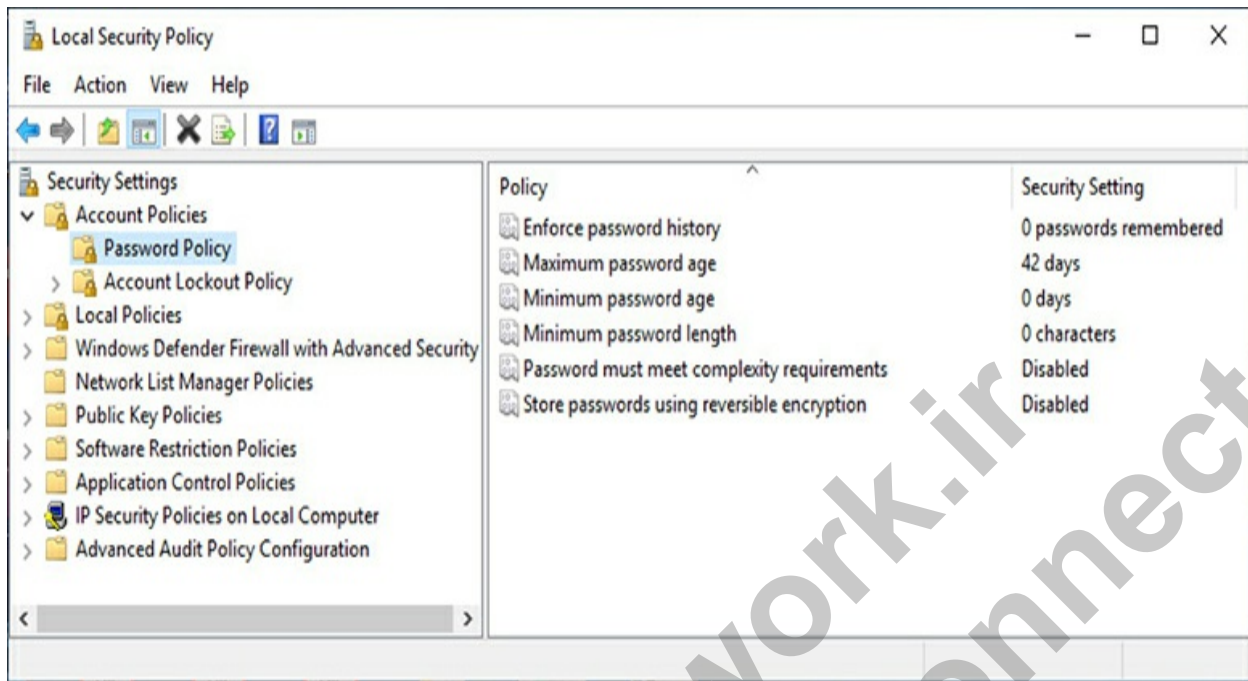 Local Security Policy
File Action View Help
Security Settings
Account Policies
Password Policy
Account Lockout Policy
Local Policies
Windows Defender Firewall with Advanced Security
Network List Manager Policies
Public Key Policies
Software Restriction Policies
Application Control Policies
IP Security Policies on Local Computer
Advanced Audit Policy Configuration
Policy Security Setting
Enforce password history 0 passwords remembered
Maximum password age 42 days
Minimum password age 0 days
Minimum password length 0 characters
Password must meet complexity requirements Disabled
Store passwords using reversible encryption Disabled